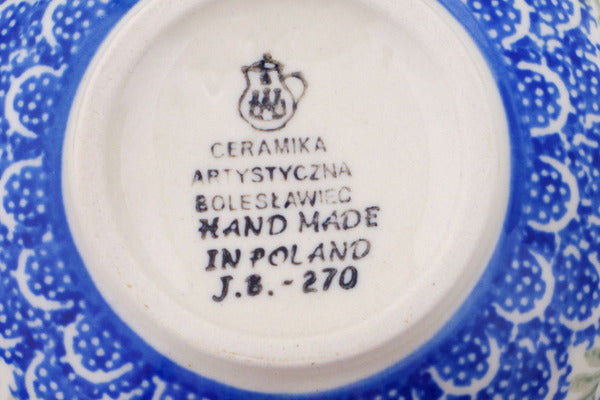 CERAMIKA
ARTYSTYCZNA
BOLESŁAWIEC
HAND MADE
IN POLAND
J.B.-270